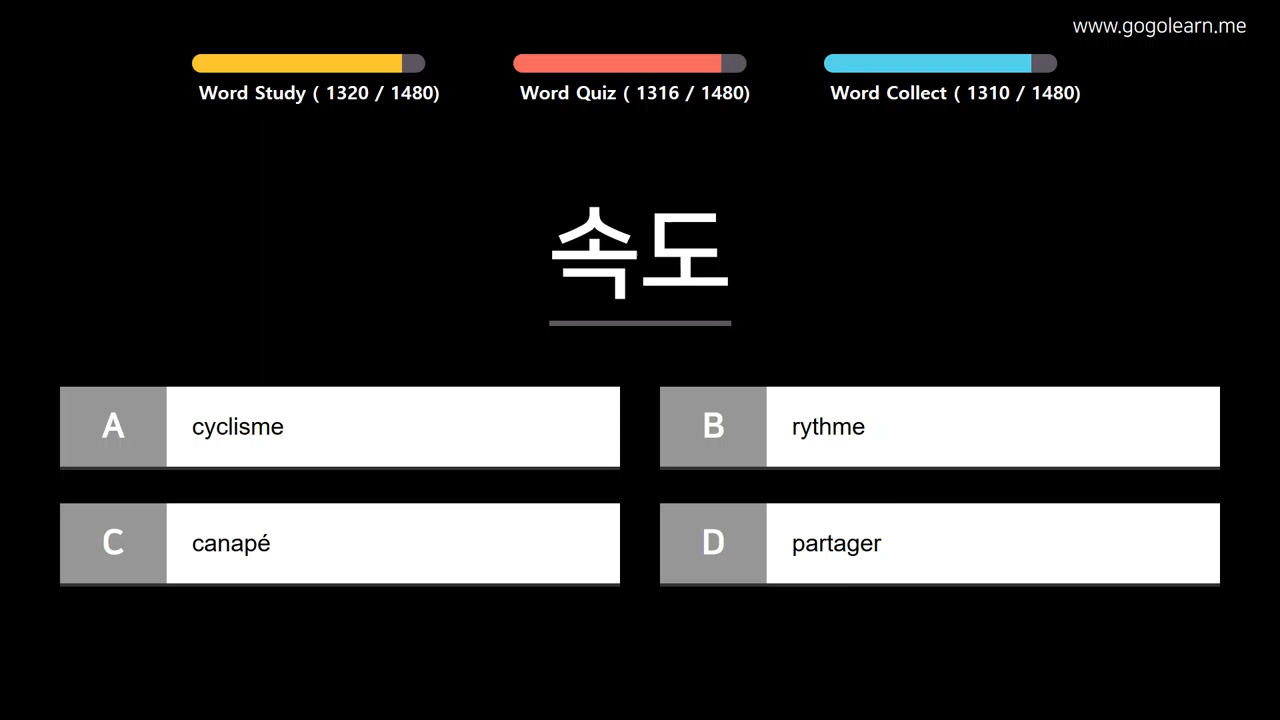 www.gogolearn.me
Word Study ( 1320 / 1480)
Word Quiz ( 1316 / 1480)
Word Collect ( 1310 / 1480)
속도
A cyclisme
B rythme
C canapé
D partager